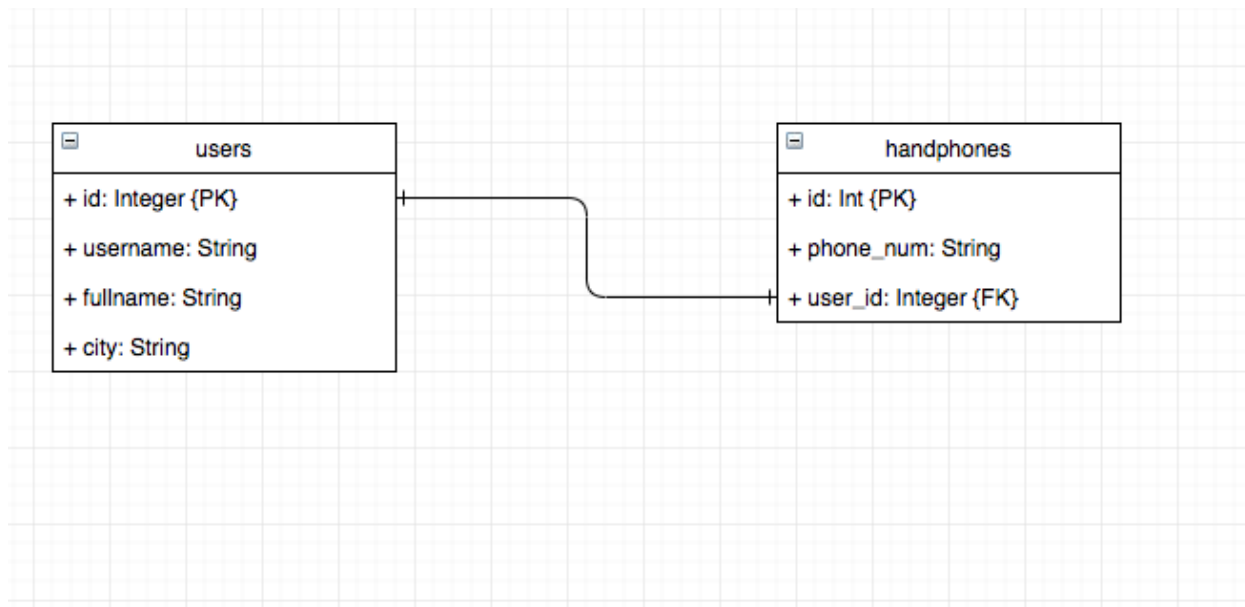 users
+ id: Integer {PK}
+ username: String
+ fullname: String
+ city: String
handphones
+ id: Int {PK}
+ phone_num: String
+ user_id: Integer {FK}